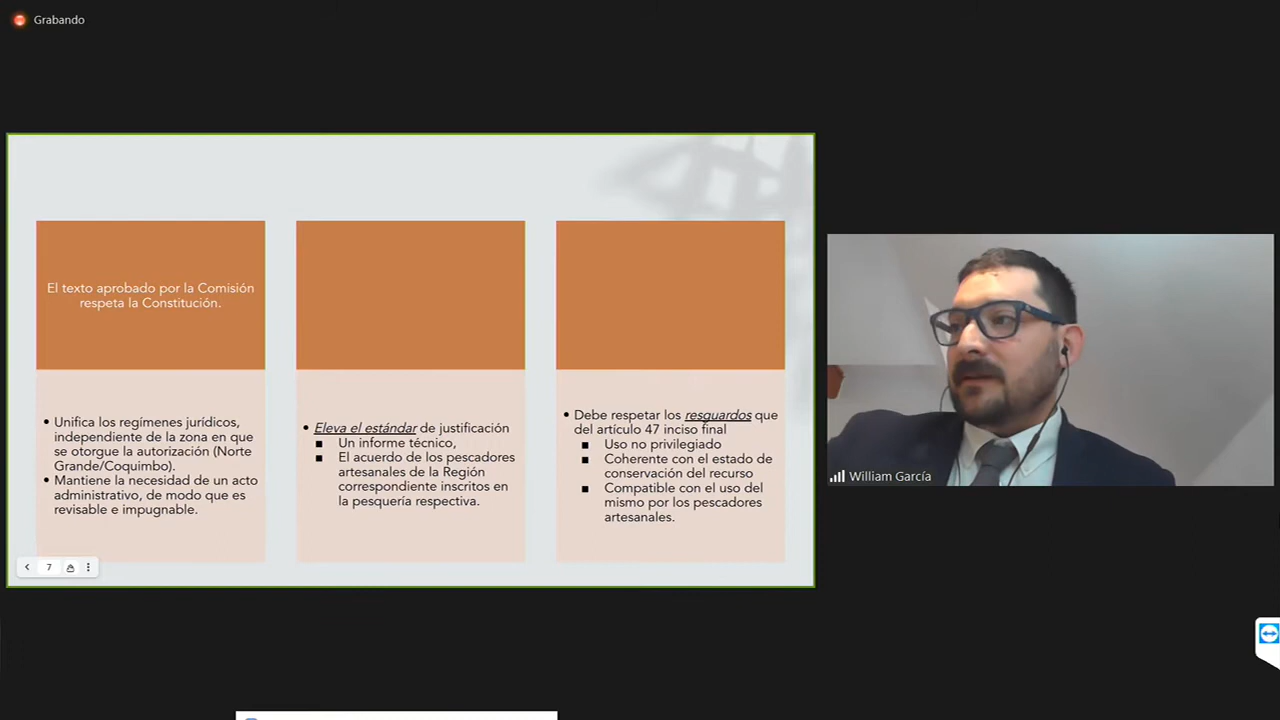 Grabando
El texto aprobado por la Comisión
respeta la Constitución.
• Unifica los regímenes jurídicos,
independiente de la zona en que
se otorgue la autorización (Norte
Grande/Coquimbo).
• Mantiene la necesidad de un acto
administrativo, de modo que es
revisable e impugnable.
• Eleva el estándar de justificación
▪ Un informe técnico,
▪ El acuerdo de los pescadores
artesanales de la Región
correspondiente inscritos en
la pesquería respectiva.
• Debe respetar los resguardos que
del artículo 47 inciso final
▪ Uso no privilegiado
▪ Coherente con el estado de
conservación del recurso
▪ Compatible con el uso del
mismo por los pescadores
artesanales.
7
William García